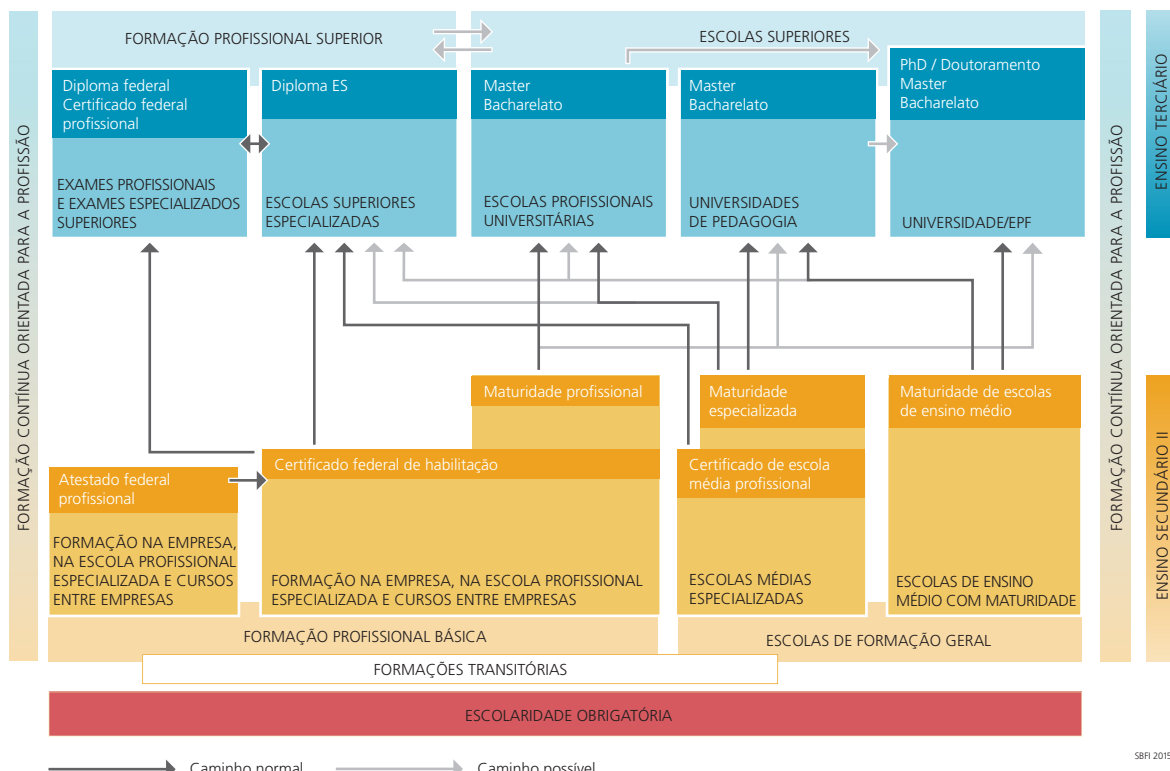 FORMAÇÃO PROFISSIONAL SUPERIOR
ESCOLAS SUPERIORES
Diploma federal
Certificado federal
profissional
EXAMES PROFISSIONAIS
E EXAMES ESPECIALIZADOS
SUPERIORES
Diploma ES
ESCOLAS SUPERIORES
ESPECIALIZADAS
Master
Bacharelato
ESCOLAS PROFISSIONAIS
UNIVERSITÁRIAS
Master
Bacharelato
UNIVERSIDADES
DE PEDAGOGIA
PhD / Doutoramento
Master
Bacharelato
UNIVERSIDADE/EPF
FORMAÇÃO CONTÍNUA ORIENTADA PARA A PROFISSÃO
FORMAÇÃO CONTÍNUA ORIENTADA PARA A PROFISSÃO
ENSINO TERCIÁRIO
ENSINO SECUNDÁRIO II
Maturidade profissional
Maturidade
especializada
Maturidade de escolas
de ensino médio
Atestado federal
profissional
Certificado federal de habilitação
Certificado de escola
média profissional
FORMAÇÃO NA EMPRESA,
NA ESCOLA PROFISSIONAL
ESPECIALIZADA E CURSOS
ENTRE EMPRESAS
FORMAÇÃO NA EMPRESA, NA ESCOLA PROFISSIONAL
ESPECIALIZADA E CURSOS ENTRE EMPRESAS
ESCOLAS MÉDIAS
ESPECIALIZADAS
ESCOLAS DE ENSINO
MÉDIO COM MATURIDADE
FORMAÇÃO PROFISSIONAL BÁSICA
ESCOLAS DE FORMAÇÃO GERAL
FORMAÇÕES TRANSITÓRIAS
ESCOLARIDADE OBRIGATÓRIA
Caminho normal
Caminho possível
SBFI 2015